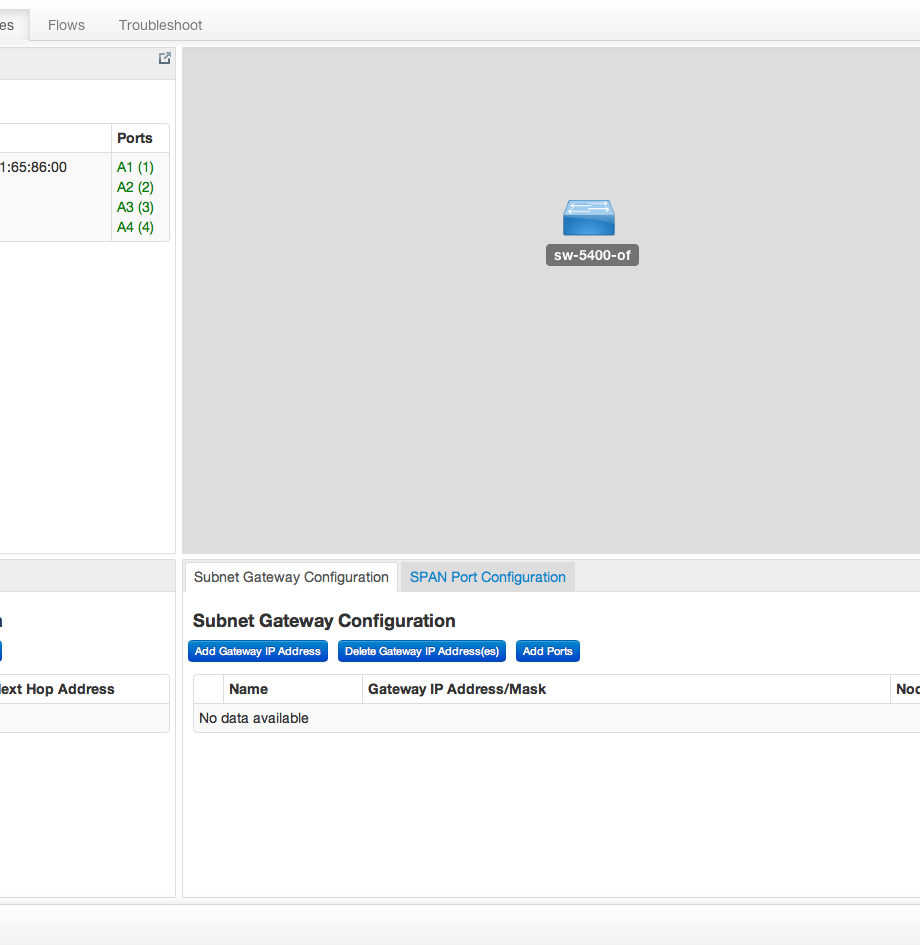 es Flows Troubleshoot
Ports
1:65:86:00 A1 (1)
A2 (2)
A3 (3)
A4 (4)
sw-5400-of
Subnet Gateway Configuration SPAN Port Configuration
Subnet Gateway Configuration
Add Gateway IP Address Delete Gateway IP Address(es) Add Ports
ext Hop Address
Name Gateway IP Address/Mask Nod
No data available